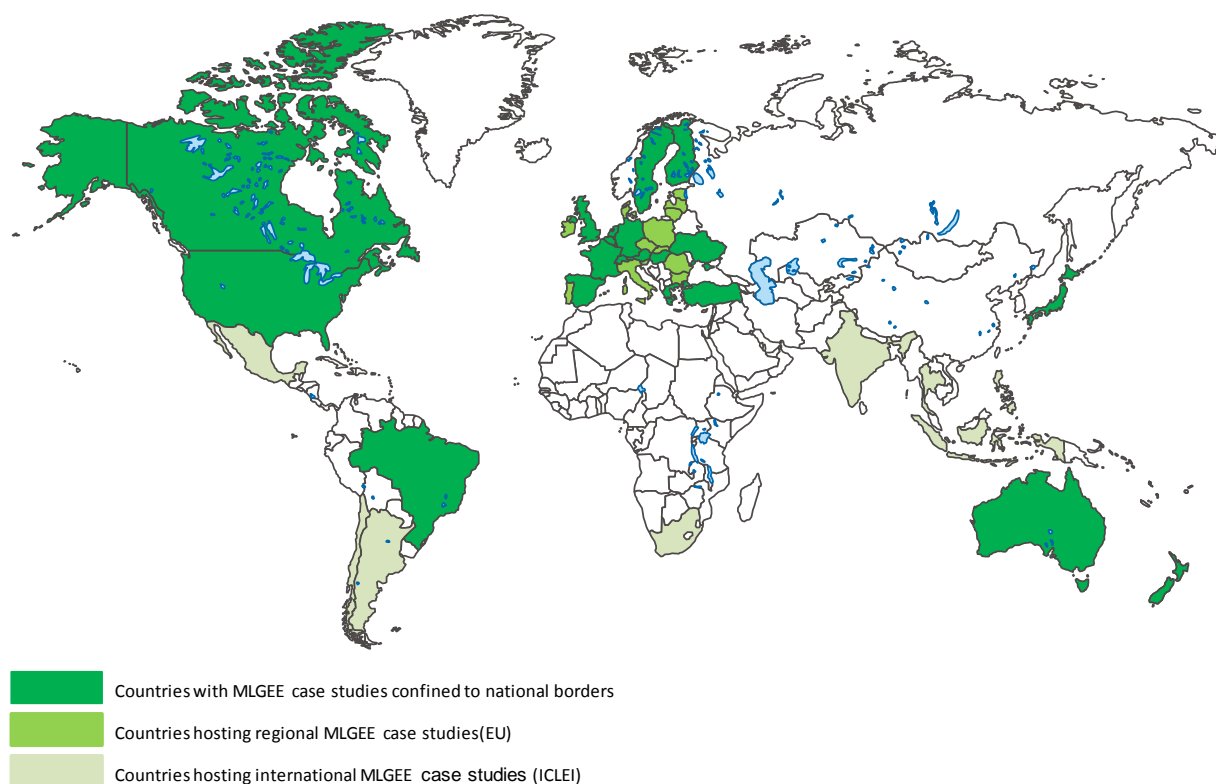 Countries with MLGEE case studies confined to national borders
Countries hosting regional MLGEE case studies(EU)
Countries hosting international MLGEE case studies (ICLEI)